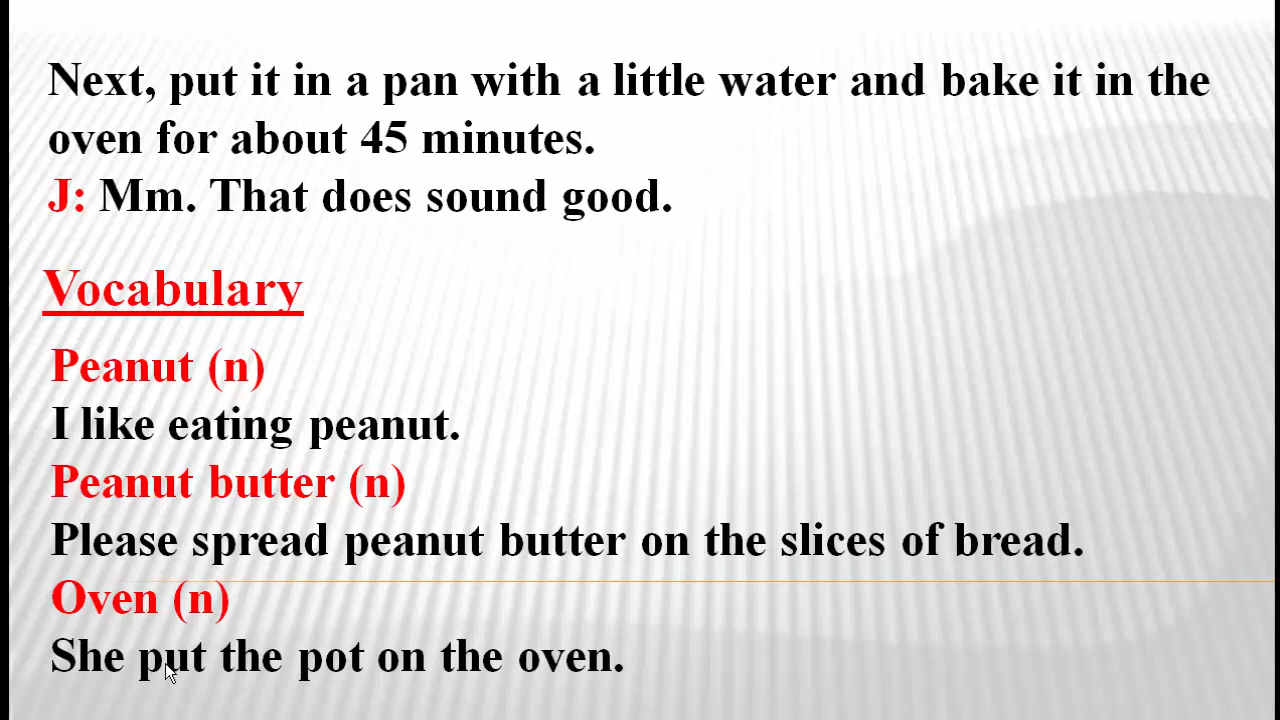 Next, put it in a pan with a little water and bake it in the
oven for about 45 minutes.
J: Mm. That does sound good.
Vocabulary
Peanut (n)
I like eating peanut.
Peanut butter (n)
Please spread peanut butter on the slices of bread.
Oven (n)
She put the pot on the oven.